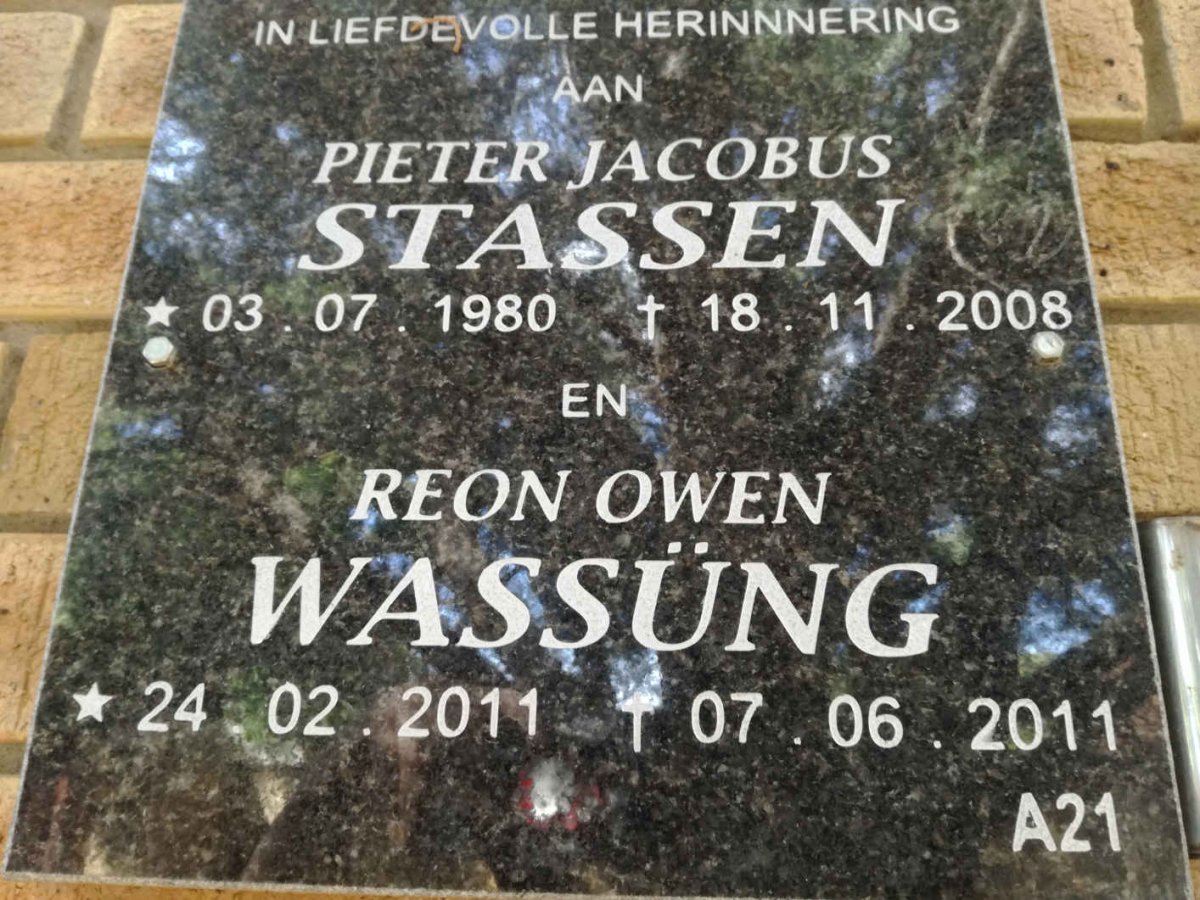 IN LIEFDEVOLLE HERINNNERING
AAN
PIETER JACOBUS
STASSEN
★ 03 . 07 . 1980 † 18 . 11 . 2008
EN
REON OWEN
WASSÜNG
★ 24 . 02 . 2011 † 07 . 06 . 2011
A21